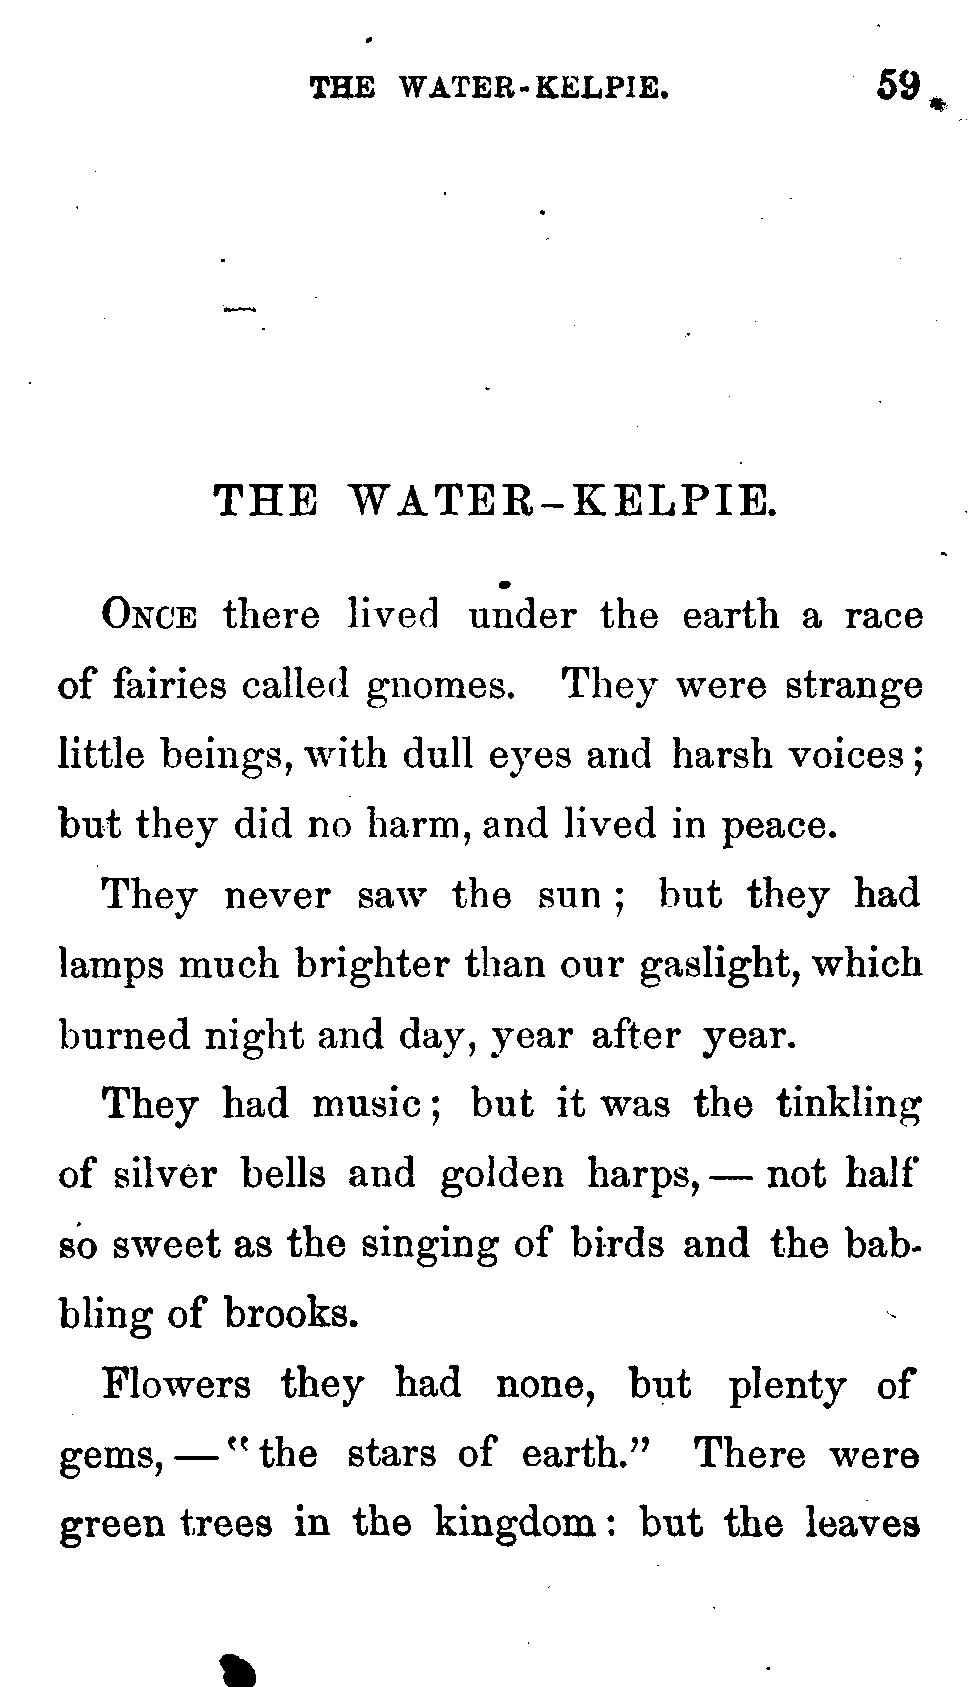 THE WATER-KELPIE. 59
THE WATER-KELPIE.
ONCE there lived under the earth a race
of fairies called gnomes. They were strange
little beings, with dull eyes and harsh voices;
but they did no harm, and lived in peace.
They never saw the sun; but they had
lamps much brighter than our gaslight, which
burned night and day, year after year.
They had music; but it was the tinkling
of silver bells and golden harps,— not half
so sweet as the singing of birds and the bab-
bling of brooks.
Flowers they had none, but plenty of
gems, — "the stars of earth." There were
green trees in the kingdom: but the leaves